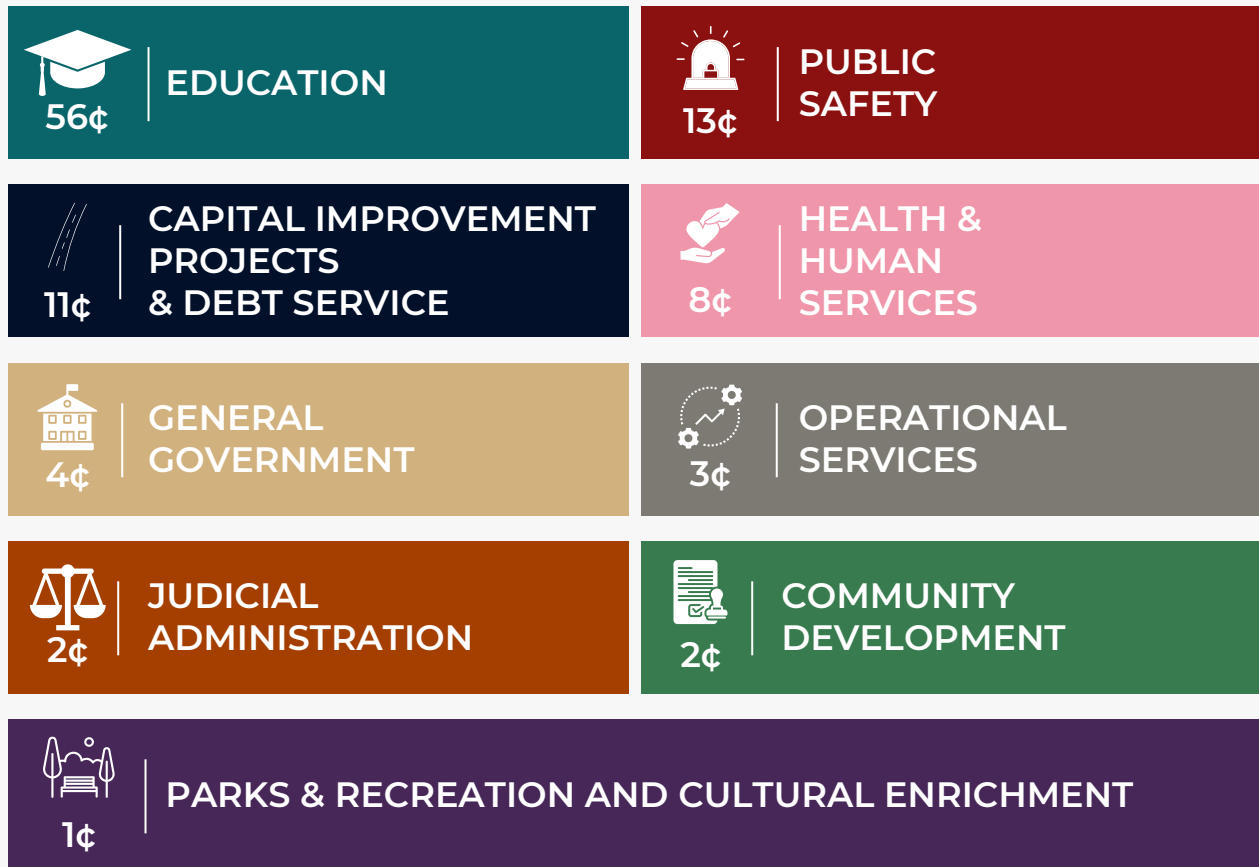 56¢
EDUCATION
13¢
PUBLIC
SAFETY
11¢
CAPITAL IMPROVEMENT
PROJECTS
& DEBT SERVICE
8¢
HEALTH &
HUMAN
SERVICES
4¢
GENERAL
GOVERNMENT
3¢
OPERATIONAL
SERVICES
2¢
JUDICIAL
ADMINISTRATION
2¢
COMMUNITY
DEVELOPMENT
1¢
PARKS & RECREATION AND CULTURAL ENRICHMENT